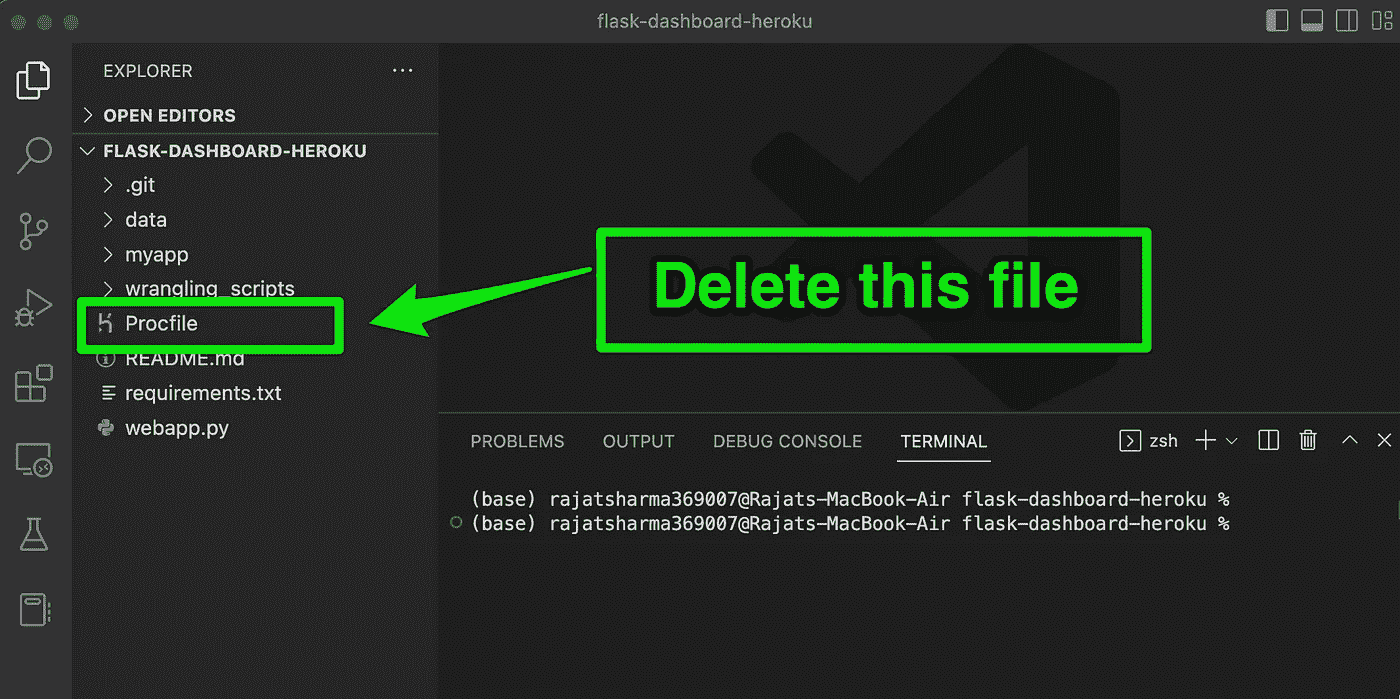 flask-dashboard-heroku
EXPLORER
OPEN EDITORS
FLASK-DASHBOARD-HEROKU
.git
data
myapp
wrangling_scripts
Procfile
README.md
requirements.txt
webapp.py
Delete this file
PROBLEMS OUTPUT DEBUG CONSOLE TERMINAL zsh
(base) rajatsharma369007@Rajats-MacBook-Air flask-dashboard-heroku %
(base) rajatsharma369007@Rajats-MacBook-Air flask-dashboard-heroku %